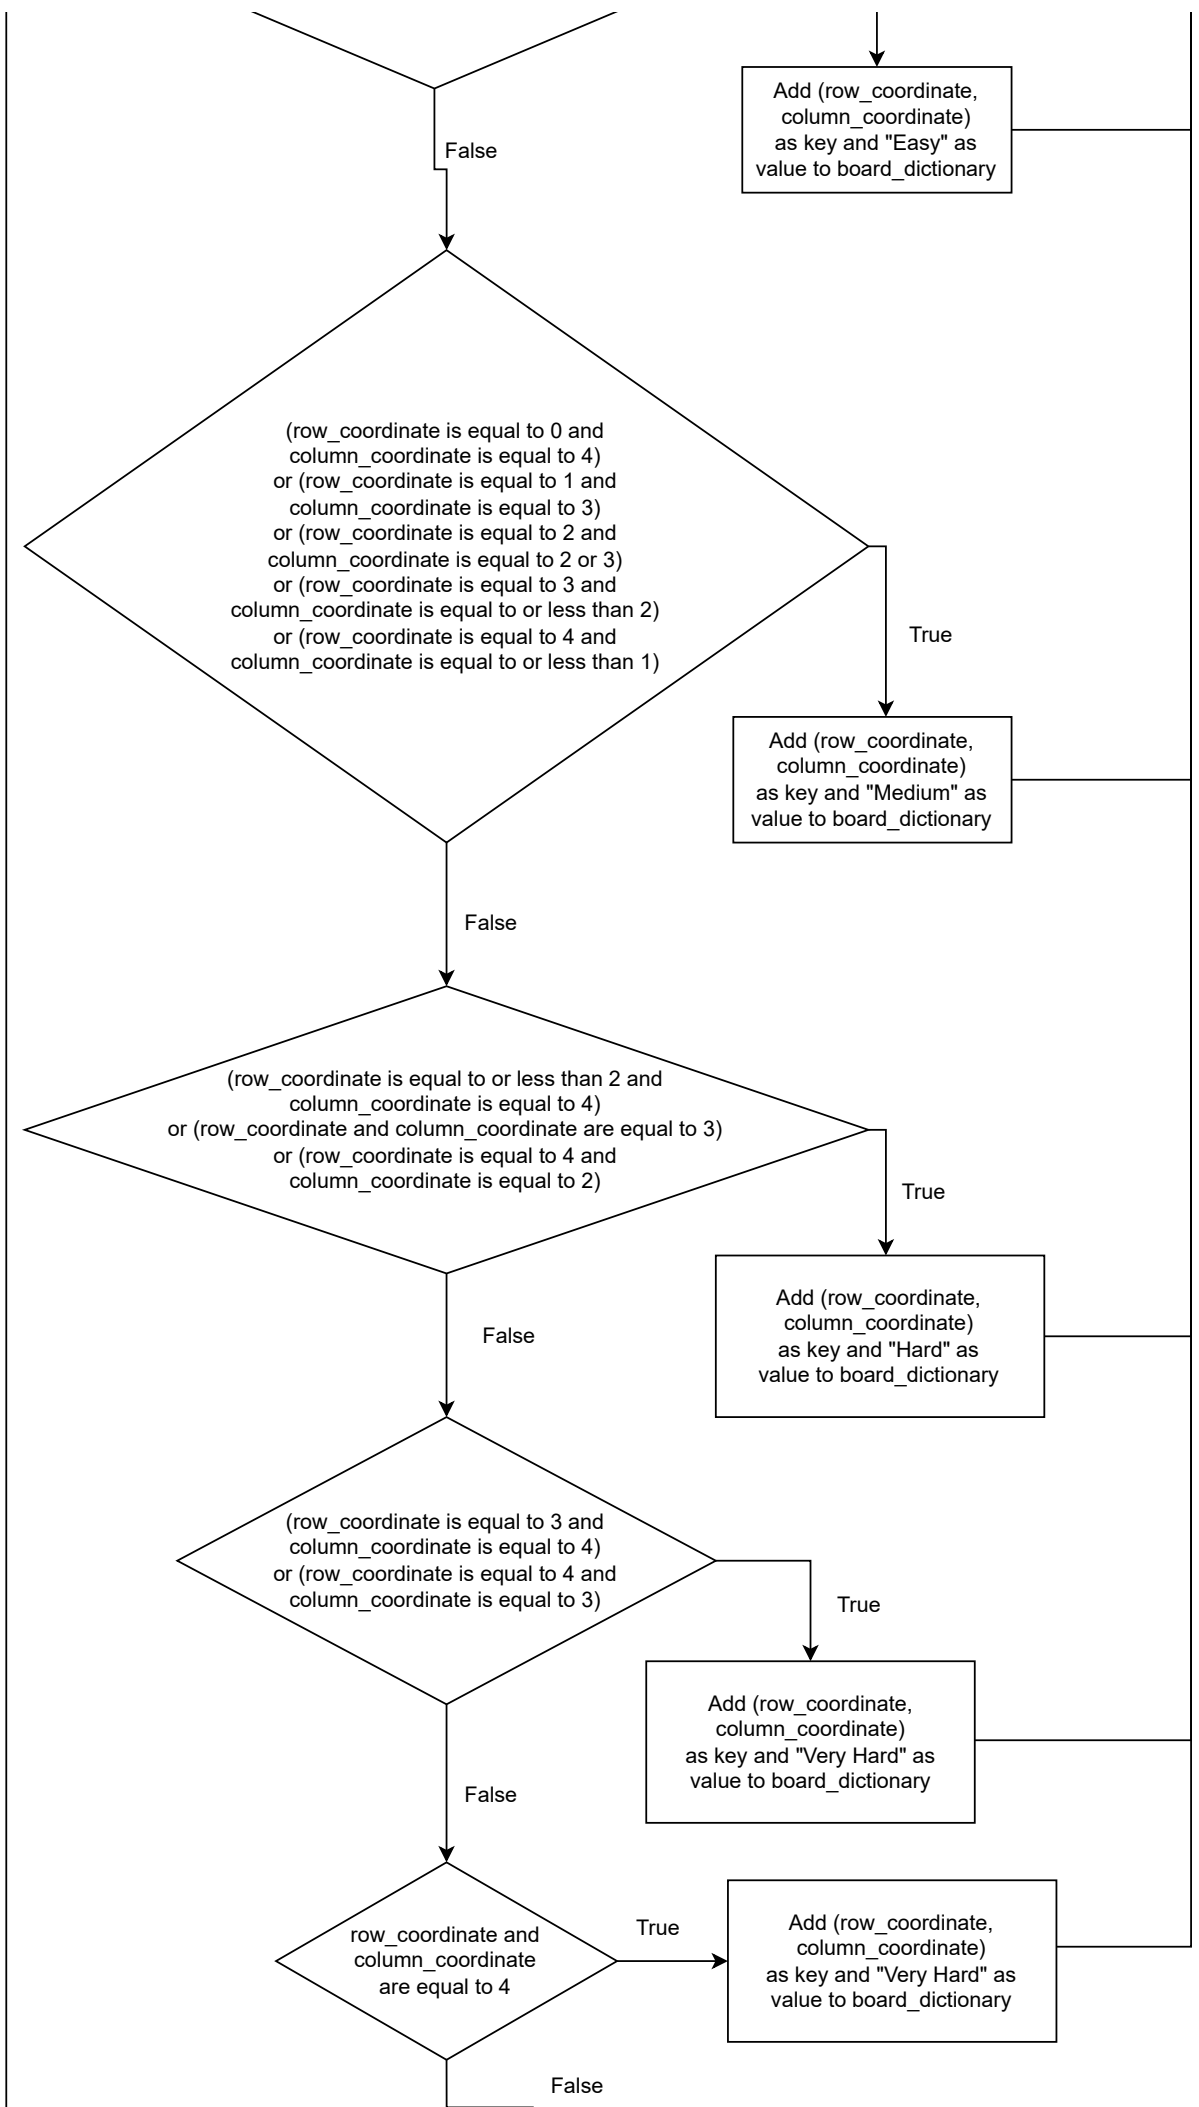 Add (row_coordinate,
column_coordinate)
as key and "Easy" as
value to board_dictionary
False
(row_coordinate is equal to 0 and
column_coordinate is equal to 4)
or (row_coordinate is equal to 1 and
column_coordinate is equal to 3)
or (row_coordinate is equal to 2 and
column_coordinate is equal to 2 or 3)
or (row_coordinate is equal to 3 and
column_coordinate is equal to or less than 2)
or (row_coordinate is equal to 4 and
column_coordinate is equal to or less than 1)
True
Add (row_coordinate,
column_coordinate)
as key and "Medium" as
value to board_dictionary
False
(row_coordinate is equal to or less than 2 and
column_coordinate is equal to 4)
or (row_coordinate and column_coordinate are equal to 3)
or (row_coordinate is equal to 4 and
column_coordinate is equal to 2)
True
Add (row_coordinate,
column_coordinate)
as key and "Hard" as
value to board_dictionary
False
(row_coordinate is equal to 3 and
column_coordinate is equal to 4)
or (row_coordinate is equal to 4 and
column_coordinate is equal to 3)
True
Add (row_coordinate,
column_coordinate)
as key and "Very Hard" as
value to board_dictionary
False
row_coordinate and
column_coordinate
are equal to 4
True
Add (row_coordinate,
column_coordinate)
as key and "Very Hard" as
value to board_dictionary
False